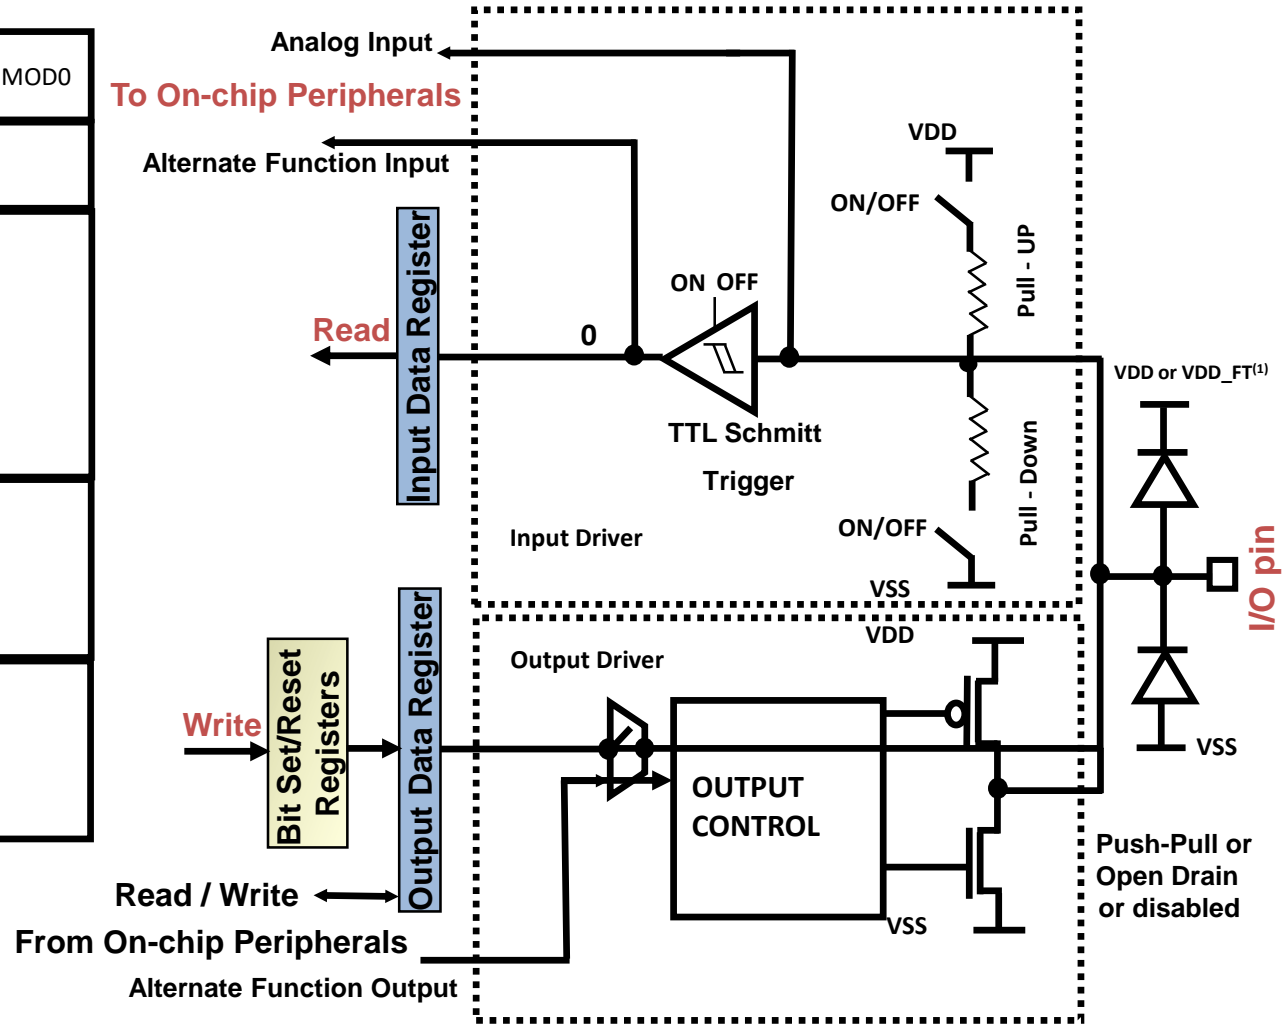 MOD0
Analog Input
To On-chip Peripherals
Alternate Function Input
VDD
ON/OFF
Pull - UP
ON OFF
Read
Input Data Register
0
TTL Schmitt
Trigger
VDD or VDD_FT(1)
Pull - Down
ON/OFF
Input Driver
VSS
I/O pin
VDD
Output Driver
Write
Bit Set/Reset
Registers
Output Data Register
VSS
OUTPUT
CONTROL
Push-Pull or
Open Drain
or disabled
Read / Write
VSS
From On-chip Peripherals
Alternate Function Output